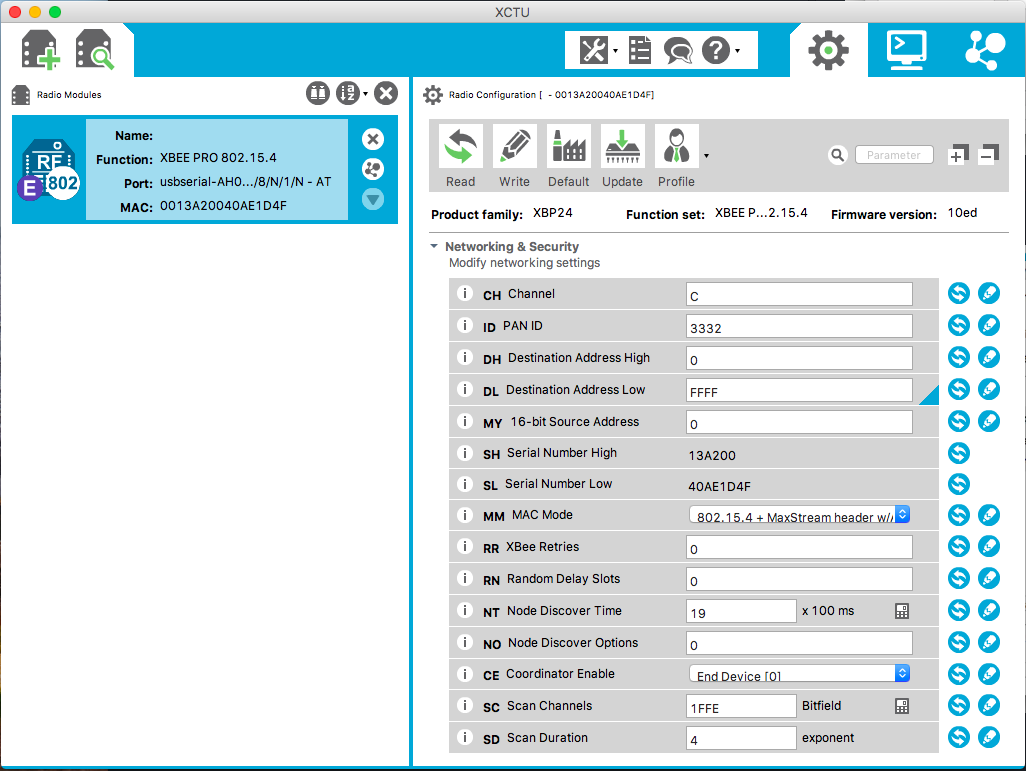 XCTU
Radio Modules
Radio Configuration [  - 0013A20040AE1D4F]
RF
E
802
Name:
Function: XBEE PRO 802.15.4
Port: usbserial-AH0.../8/N/1/N - AT
MAC: 0013A20040AE1D4F
Read Write Default Update Profile
Parameter
Product family: XBP24 Function set: XBEE P...2.15.4 Firmware version: 10ed
Networking & Security
Modify networking settings
i CH Channel C
i ID PAN ID 3332
i DH Destination Address High 0
i DL Destination Address Low FFFF
i MY 16-bit Source Address 0
i SH Serial Number High 13A200
i SL Serial Number Low 40AE1D4F
i MM MAC Mode 802.15.4 + MaxStream header w/
i RR XBee Retries 0
i RN Random Delay Slots 0
i NT Node Discover Time 19 x 100 ms
i NO Node Discover Options 0
i CE Coordinator Enable End Device [0]
i SC Scan Channels 1FFE Bitfield
i SD Scan Duration 4 exponent